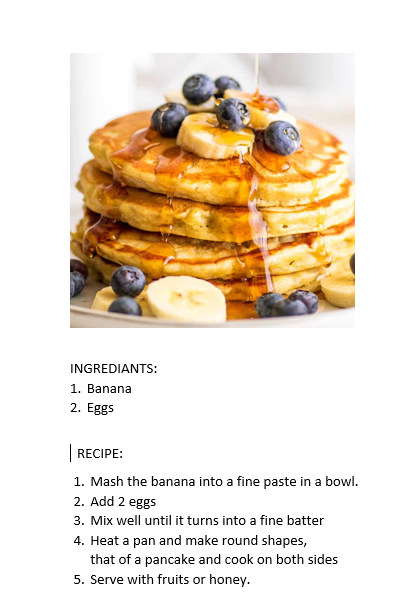 INGREDIANTS:
1. Banana
2. Eggs
RECIPE:
1. Mash the banana into a fine paste in a bowl.
2. Add 2 eggs
3. Mix well until it turns into a fine batter
4. Heat a pan and make round shapes,
that of a pancake and cook on both sides
5. Serve with fruits or honey.